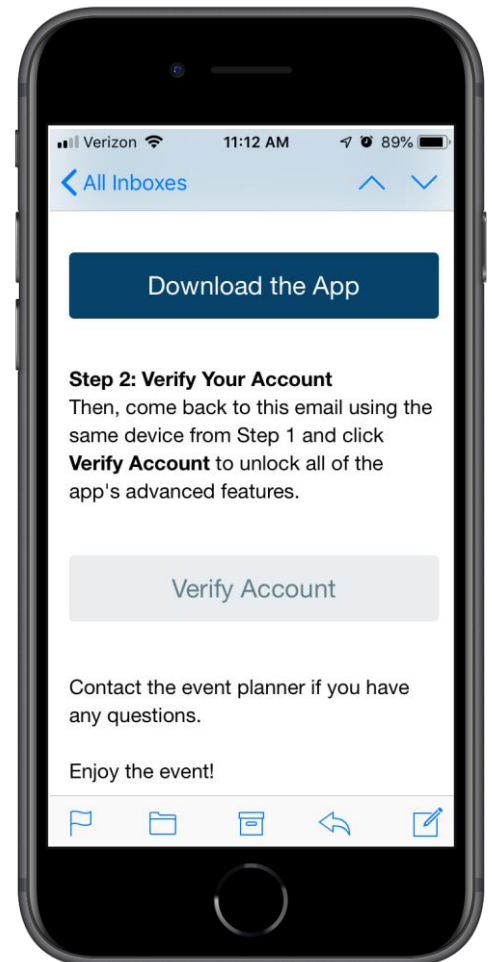 Verizon 11:12 AM 89%
All Inboxes
Download the App
Step 2: Verify Your Account
Then, come back to this email using the
same device from Step 1 and click
Verify Account to unlock all of the
app's advanced features.
Verify Account
Contact the event planner if you have
any questions.
Enjoy the event!